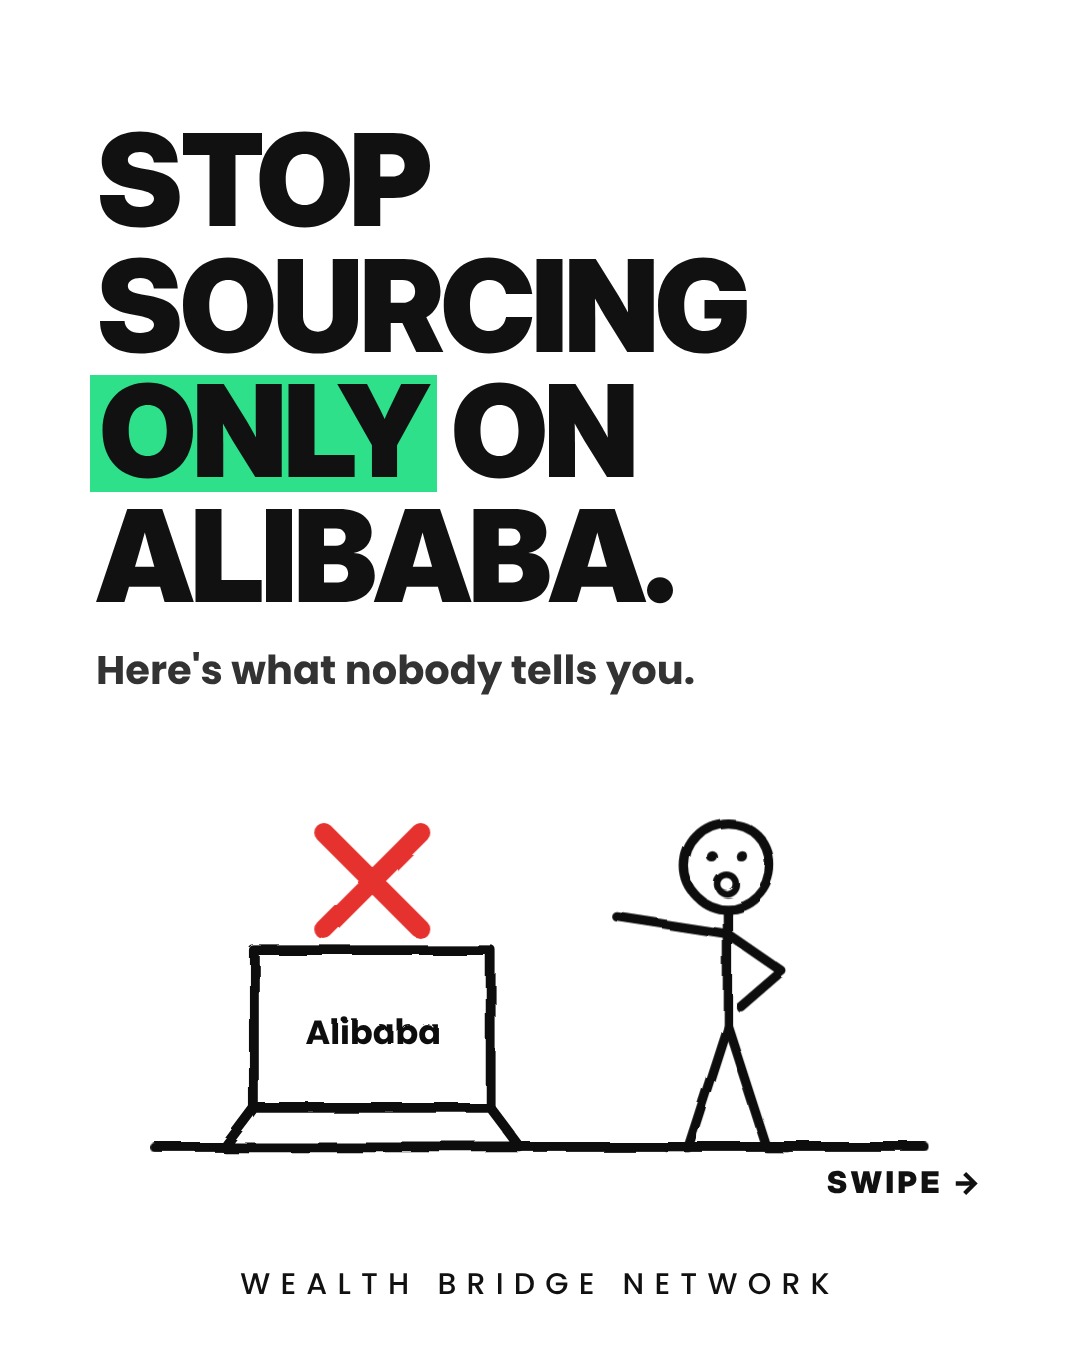 STOP
SOURCING
ONLY ON
ALIBABA.
Here's what nobody tells you.
Alibaba
SWIPE →
WEALTH BRIDGE NETWORK